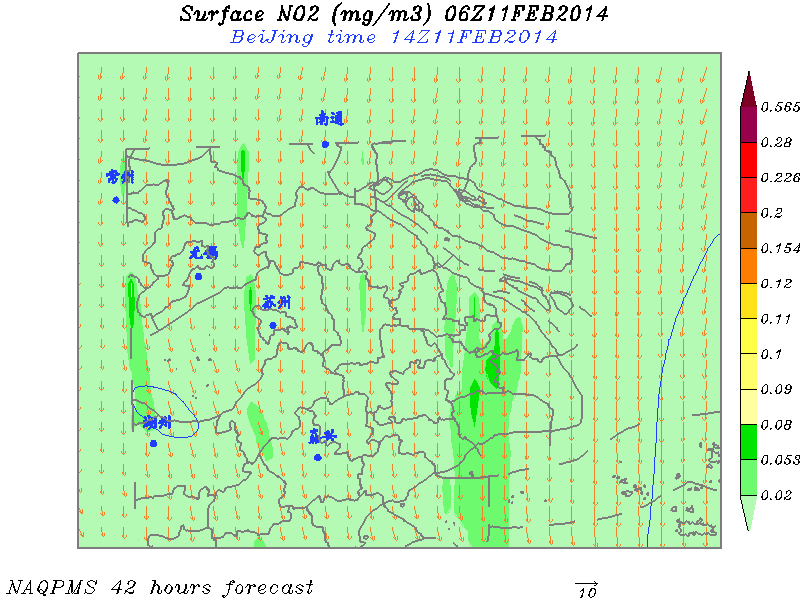 Surface NO2 (mg/m3) 06Z11FEB2014
BeiJing time 14Z11FEB2014
南通
常州
无锡
苏州
湖州
嘉兴
0.565
0.28
0.226
0.2
0.154
0.12
0.11
0.1
0.09
0.08
0.053
0.02
NAQPMS 42 hours forecast
10